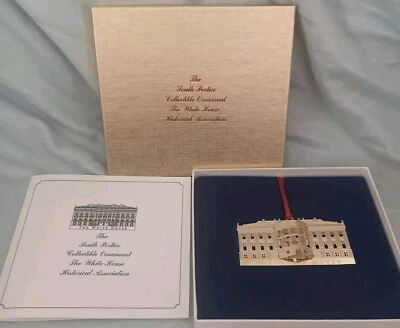 The
South Portico
Collectible Ornament
The White House
Historical Association
THE WHITE HOUSE
The
South Portico
Collectible Ornament
The White House
Historical Association